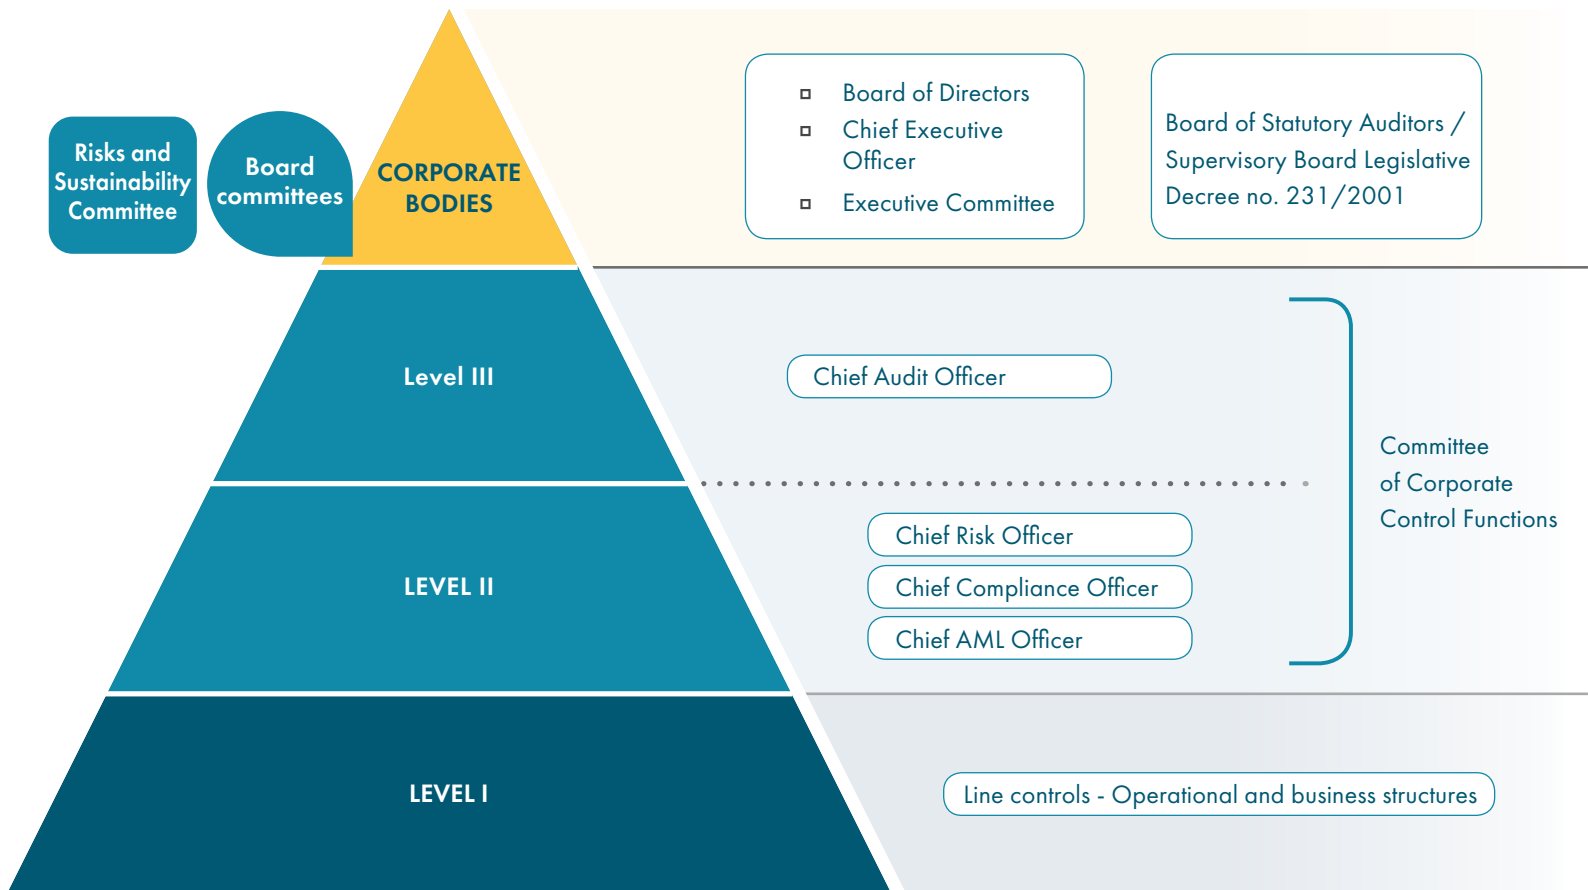 Risks and
Sustainability
Committee
Board
committees
CORPORATE
BODIES
Board of Directors
Chief Executive
Officer
Executive Committee
Board of Statutory Auditors /
Supervisory Board Legislative
Decree no. 231/2001
Level III
Chief Audit Officer
Committee
of Corporate
Control Functions
LEVEL II
Chief Risk Officer
Chief Compliance Officer
Chief AML Officer
LEVEL I
Line controls - Operational and business structures